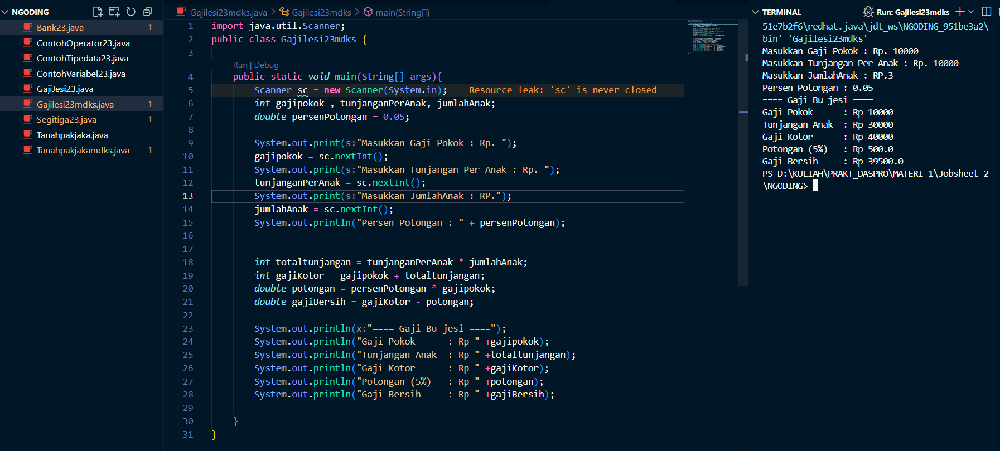 NGODING
Bank23.java 1
ContohOperator23.java
ContohTipedata23.java
ContohVariabel23.java
GajiJesi23.java
Gajilesi23mdks.java 1
Segitiga23.java 1
Tanahpakjaka.java
Tanahpakjakamdks.java 1
Gajilesi23mdks.java > Gajilesi23mdks > main(String[])
1 import java.util.Scanner;
2 public class Gajilesi23mdks {
3
Run | Debug
4 public static void main(String[] args){
5 Scanner sc = new Scanner(System.in); Resource leak: 'sc' is never closed
6 int gajipokok , tunjanganPerAnak, jumlahAnak;
7 double persenPotongan = 0.05;
8
9 System.out.print(s:"Masukkan Gaji Pokok : Rp. ");
10 gajipokok = sc.nextInt();
11 System.out.print(s:"Masukkan Tunjangan Per Anak : Rp. ");
12 tunjanganPerAnak = sc.nextInt();
13 System.out.print(s:"Masukkan JumlahAnak : RP.");
14 jumlahAnak = sc.nextInt();
15 System.out.println("Persen Potongan : " + persenPotongan);
16
17
18 int totaltunjangan = tunjanganPerAnak * jumlahAnak;
19 int gajiKotor = gajipokok + totaltunjangan;
20 double potongan = persenPotongan * gajipokok;
21 double gajiBersih = gajiKotor - potongan;
22
23 System.out.println(x:"==== Gaji Bu jesi ====");
24 System.out.println("Gaji Pokok      : Rp " +gajipokok);
25 System.out.println("Tunjangan Anak  : Rp " +totaltunjangan);
26 System.out.println("Gaji Kotor      : Rp " +gajiKotor);
27 System.out.println("Potongan (5%)   : Rp " +potongan);
28 System.out.println("Gaji Bersih     : Rp " +gajiBersih);
29
30 }
31 }
TERMINAL Run: Gajilesi23mdks
51e7b2f6\redhat.java\jdt_ws\NGODING_951be3a2\
bin' 'Gajilesi23mdks'
Masukkan Gaji Pokok : Rp. 10000
Masukkan Tunjangan Per Anak : Rp. 10000
Masukkan JumlahAnak : RP.3
Persen Potongan : 0.05
==== Gaji Bu jesi ====
Gaji Pokok      : Rp 10000
Tunjangan Anak  : Rp 30000
Gaji Kotor      : Rp 40000
Potongan (5%)   : Rp 500.0
Gaji Bersih     : Rp 39500.0
PS D:\KULIAH\PRAKT_DASPRO\MATERI 1\Jobsheet 2
\NGODING>